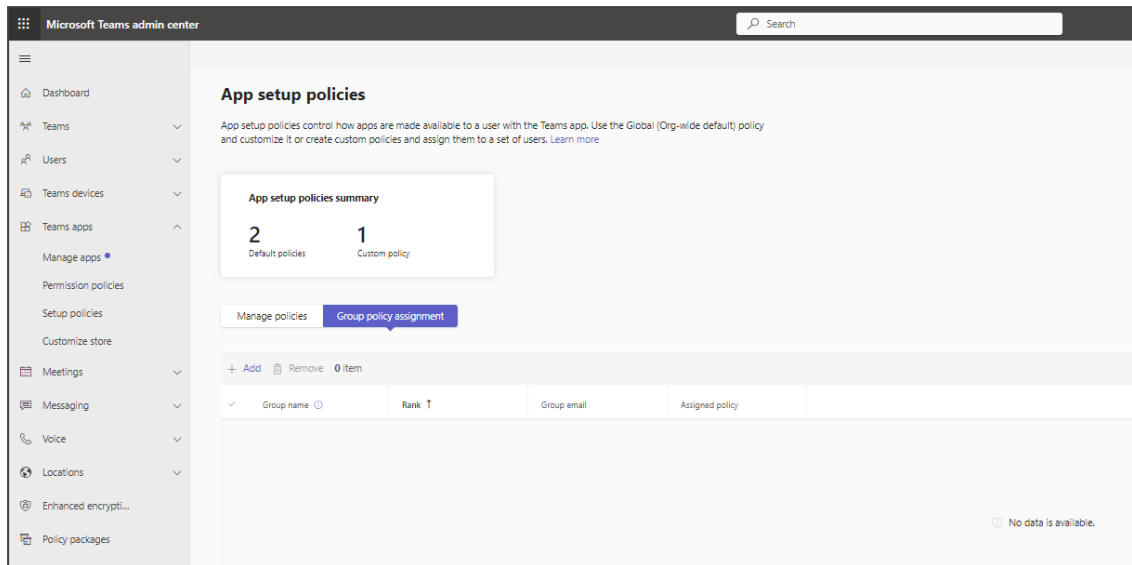 Microsoft Teams admin center
Search
Dashboard
Teams
Users
Teams devices
Teams apps
Manage apps
Permission policies
Setup policies
Customize store
Meetings
Messaging
Voice
Locations
Enhanced encrypti...
Policy packages
App setup policies
App setup policies control how apps are made available to a user with the Teams app. Use the Global (Org-wide default) policy
and customize it or create custom policies and assign them to a set of users. Learn more
App setup policies summary
2 1
Default policies Custom policy
Manage policies Group policy assignment
+ Add Remove 0 item
Group name Rank ↑ Group email Assigned policy
No data is available.